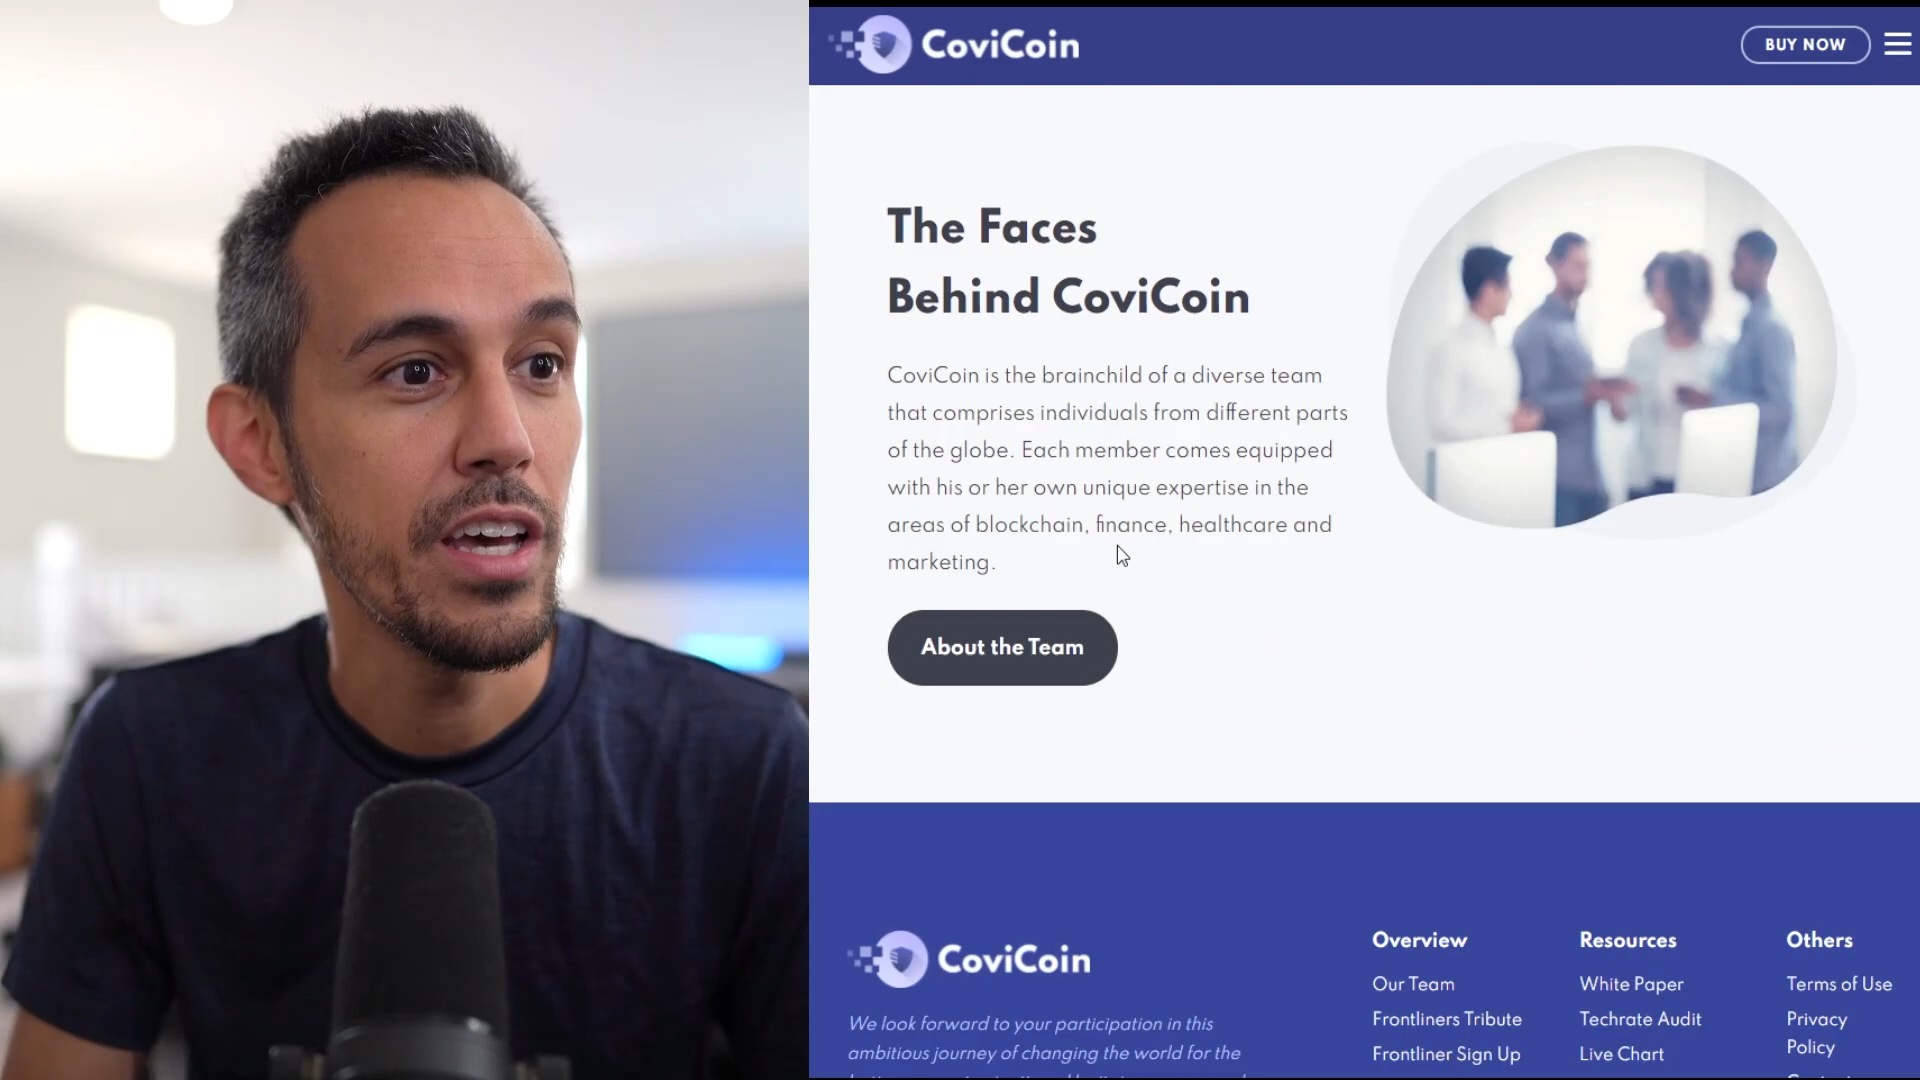 CoviCoin
BUY NOW
The Faces
Behind CoviCoin
CoviCoin is the brainchild of a diverse team
that comprises individuals from different parts
of the globe. Each member comes equipped
with his or her own unique expertise in the
areas of blockchain, finance, healthcare and
marketing.
About the Team
CoviCoin
We look forward to your participation in this
ambitious journey of changing the world for the
Overview
Our Team
Frontliners Tribute
Frontliner Sign Up
Resources
White Paper
Techrate Audit
Live Chart
Others
Terms of Use
Privacy
Policy